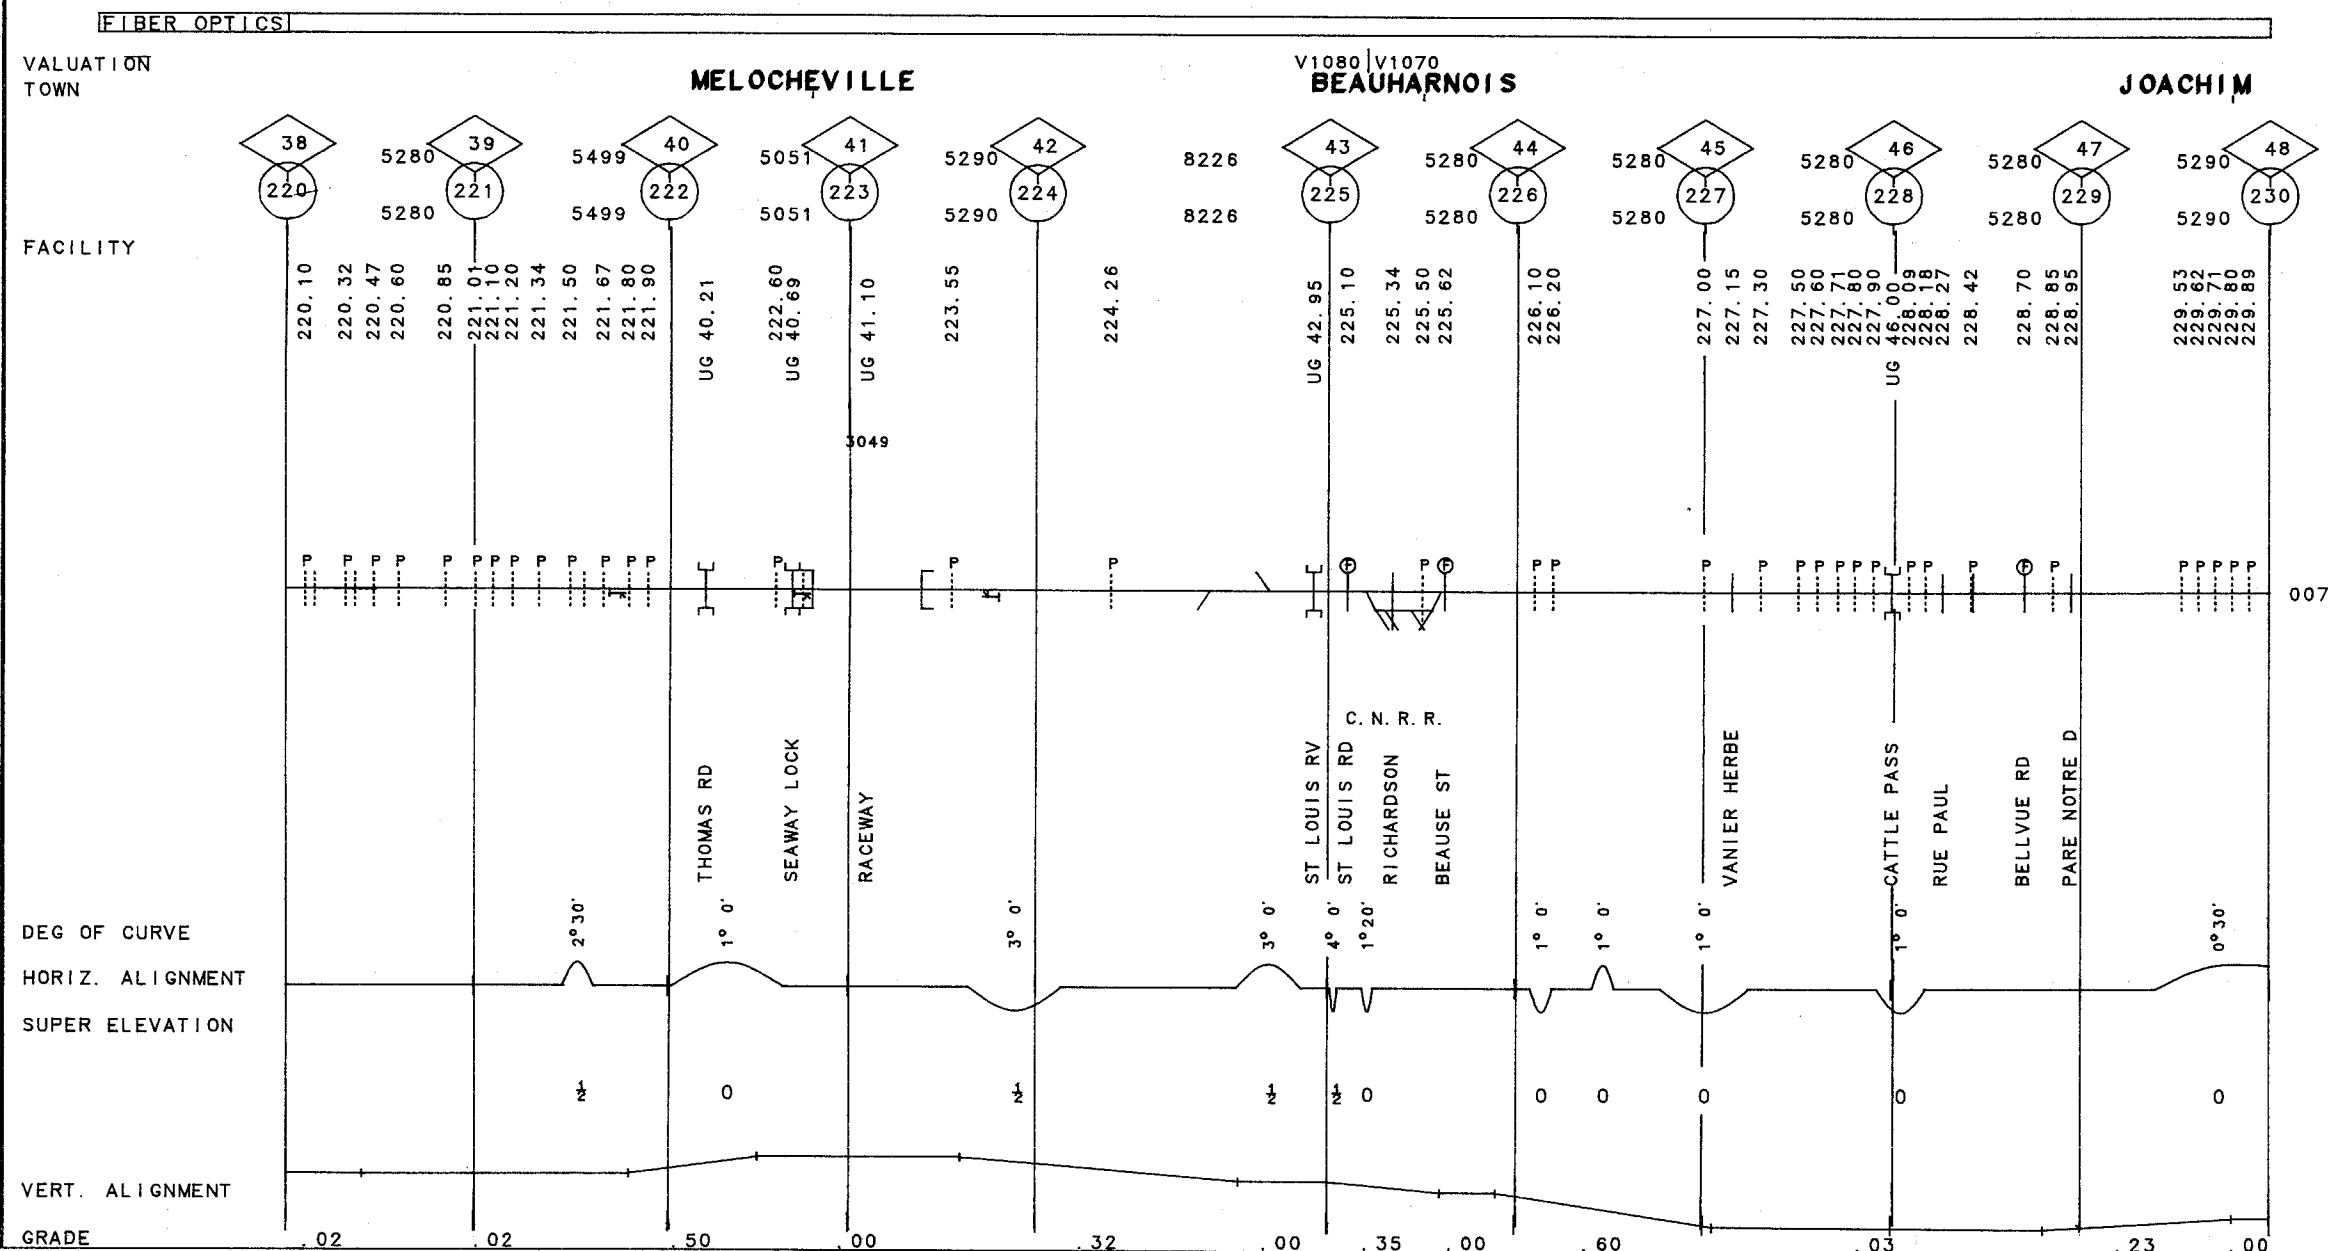 FIBER OPTICS
VALUATION V1080 V1070
TOWN MELOCHEVILLE BEAUHARNOIS JOACHIM
38 39 40 41 42 43 44 45 46 47 48
5280 5499 5051 5290 8226 5280 5280 5280 5280 5290
220 221 222 223 224 225 226 227 228 229 230
5280 5499 5051 5290 8226 5280 5280 5280 5280 5290
FACILITY
220.10
220.32
220.47
220.60
220.85
221.01
221.10
221.20
221.34
221.50
221.67
221.80
221.90
UG 40.21
222.60
UG 40.69
UG 41.10
223.55
224.26
UG 42.95
225.10
225.34
225.50
225.62
226.10
226.20
227.00
227.15
227.30
227.50
227.60
227.71
227.80
227.90
UG 46.00
228.09
228.18
228.27
228.42
228.70
228.85
228.95
229.53
229.62
229.71
229.80
229.89
3049
P P P P P P P P P P P P P P P P P P P P P P P P P P P P P P P P P P P P P P
007
C.N.R.R.
THOMAS RD
SEAWAY LOCK
RACEWAY
ST LOUIS RV
ST LOUIS RD
RICHARDSON
BEAUSE ST
VANIER HERBE
CATTLE PASS
RUE PAUL
BELLVUE RD
PARE NOTRE D
DEG OF CURVE 2°30' 1° 0' 3° 0' 3° 0' 4° 0' 1°20' 1° 0' 1° 0' 1° 0' 1° 0' 0°30'
HORIZ. ALIGNMENT
SUPER ELEVATION
½ 0 ½ ½ ½ 0 0 0 0 0 0
VERT. ALIGNMENT
GRADE .02 .02 .50 .00 .32 .00 .35 .00 .60 .03 .23 .00